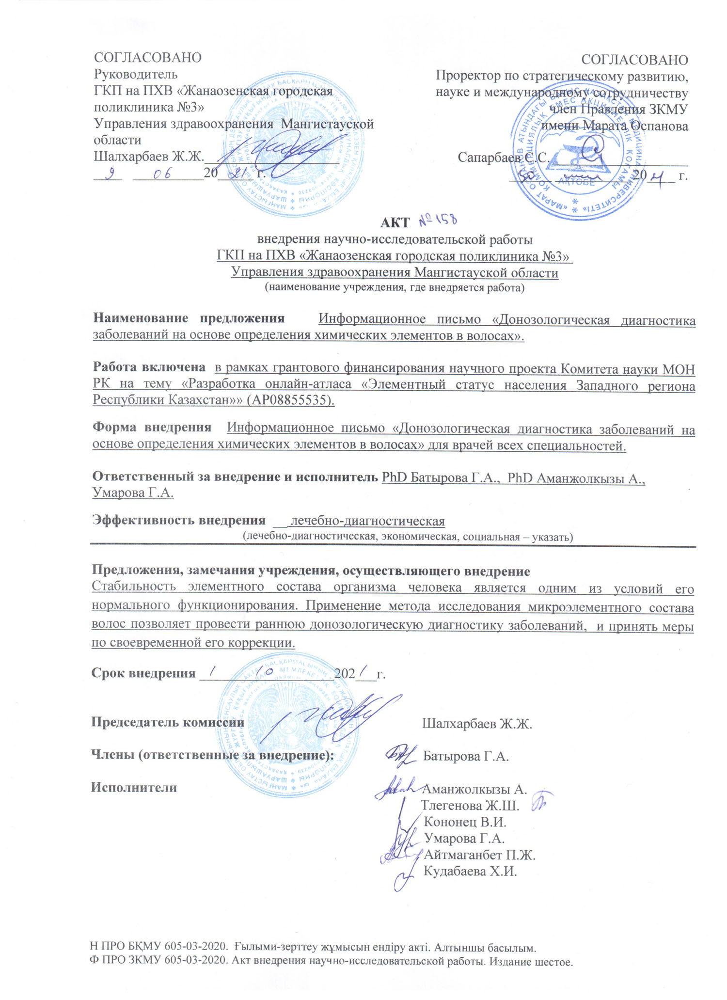 СОГЛАСОВАНО
Руководитель
ГКП на ПХВ «Жанаозенская городская
поликлиника №3»
Управления здравоохранения Мангистауской
области
Шалхарбаев Ж.Ж.
9 06 2021 г.
СОГЛАСОВАНО
Проректор по стратегическому развитию,
науке и международному сотрудничеству
член Правления ЗКМУ
имени Марата Оспанова
Сапарбаев С.С.
20 г.
АҚТӨБЕ
АКТ №158
внедрения научно-исследовательской работы
ГКП на ПХВ «Жанаозенская городская поликлиника №3»
Управления здравоохранения Мангистауской области
(наименование учреждения, где внедряется работа)
Наименование предложения Информационное письмо «Донозологическая диагностика
заболеваний на основе определения химических элементов в волосах».
Работа включена в рамках грантового финансирования научного проекта Комитета науки МОН
РК на тему «Разработка онлайн-атласа «Элементный статус населения Западного региона
Республики Казахстан»» (АР08855535).
Форма внедрения Информационное письмо «Донозологическая диагностика заболеваний на
основе определения химических элементов в волосах» для врачей всех специальностей.
Ответственный за внедрение и исполнитель PhD Батырова Г.А., PhD Аманжолкызы А.,
Умарова Г.А.
Эффективность внедрения лечебно-диагностическая
(лечебно-диагностическая, экономическая, социальная – указать)
Предложения, замечания учреждения, осуществляющего внедрение
Стабильность элементного состава организма человека является одним из условий его
нормального функционирования. Применение метода исследования микроэлементного состава
волос позволяет провести раннюю донозологическую диагностику заболеваний, и принять меры
по своевременной его коррекции.
Срок внедрения 1 10 2021 г.
Председатель комиссии Шалхарбаев Ж.Ж.
Члены (ответственные за внедрение): Батырова Г.А.
Исполнители Аманжолкызы А.
Тлегенова Ж.Ш.
Кононец В.И.
Умарова Г.А.
Айтмаганбет П.Ж.
Кудабаева Х.И.
Н ПРО БҚМУ 605-03-2020. Ғылыми-зерттеу жұмысын ендіру актi. Алтыншы басылым.
Ф ПРО ЗКМУ 605-03-2020. Акт внедрения научно-исследовательской работы. Издание шестое.